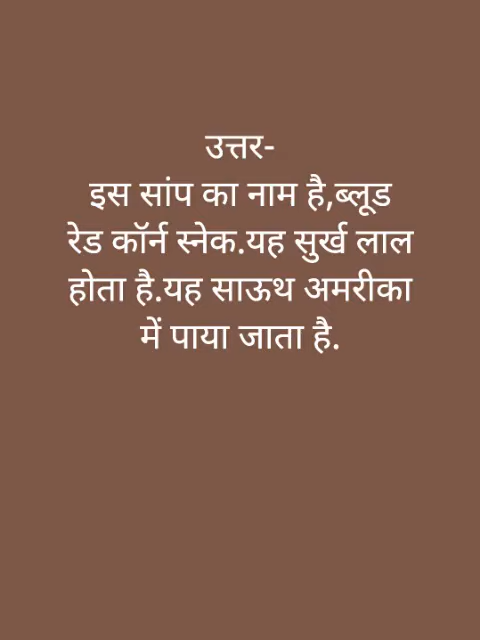 उत्तर-
इस सांप का नाम है,ब्लूड
रेड कॉर्न स्नेक.यह सुर्ख लाल
होता है.यह साऊथ अमरीका
में पाया जाता है.